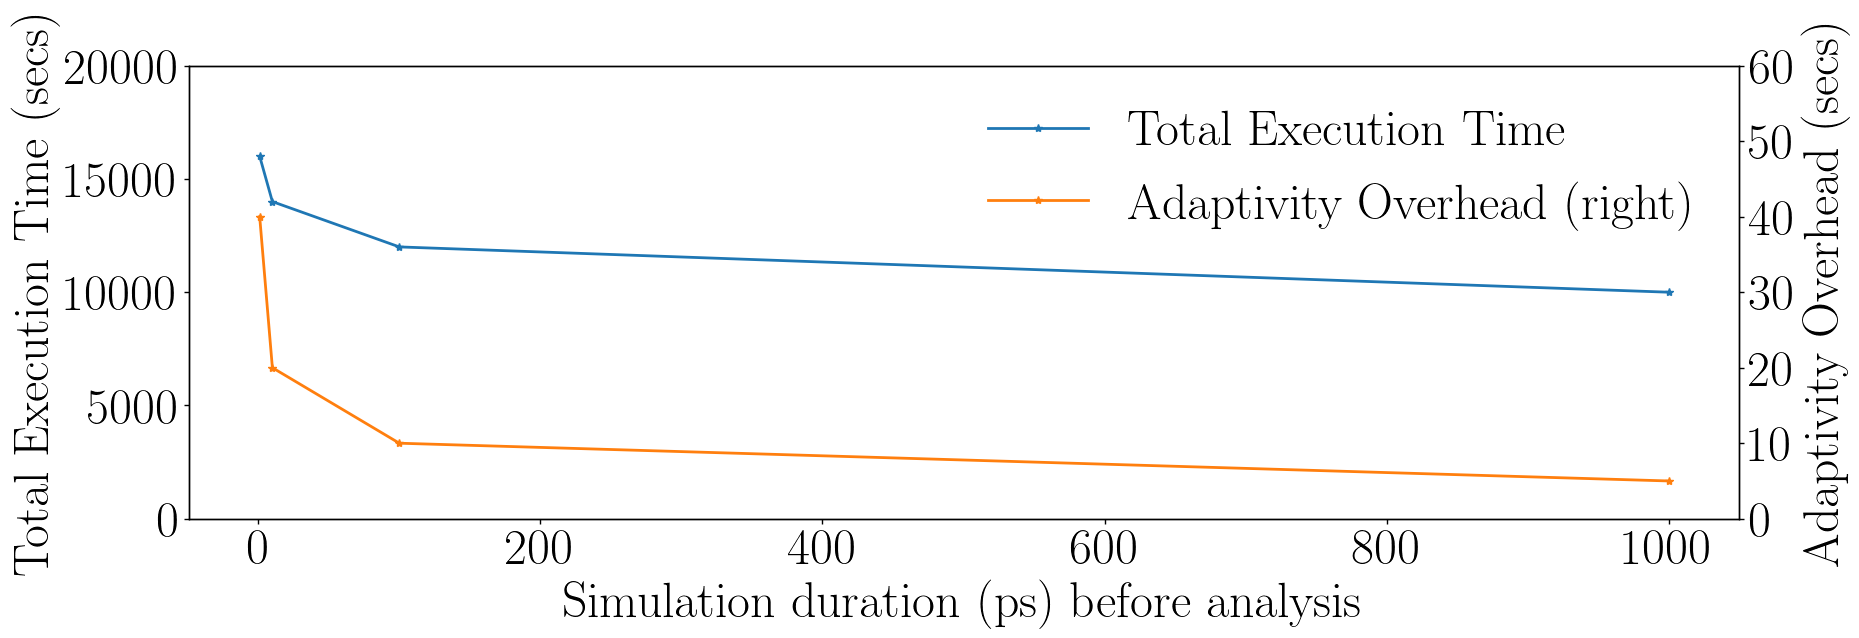 Total Execution Time (secs)
20000
15000
10000
5000
0
Total Execution Time
Adaptivity Overhead (right)
60
50
40
30
20
10
0
Adaptivity Overhead (secs)
0 200 400 600 800 1000
Simulation duration (ps) before analysis